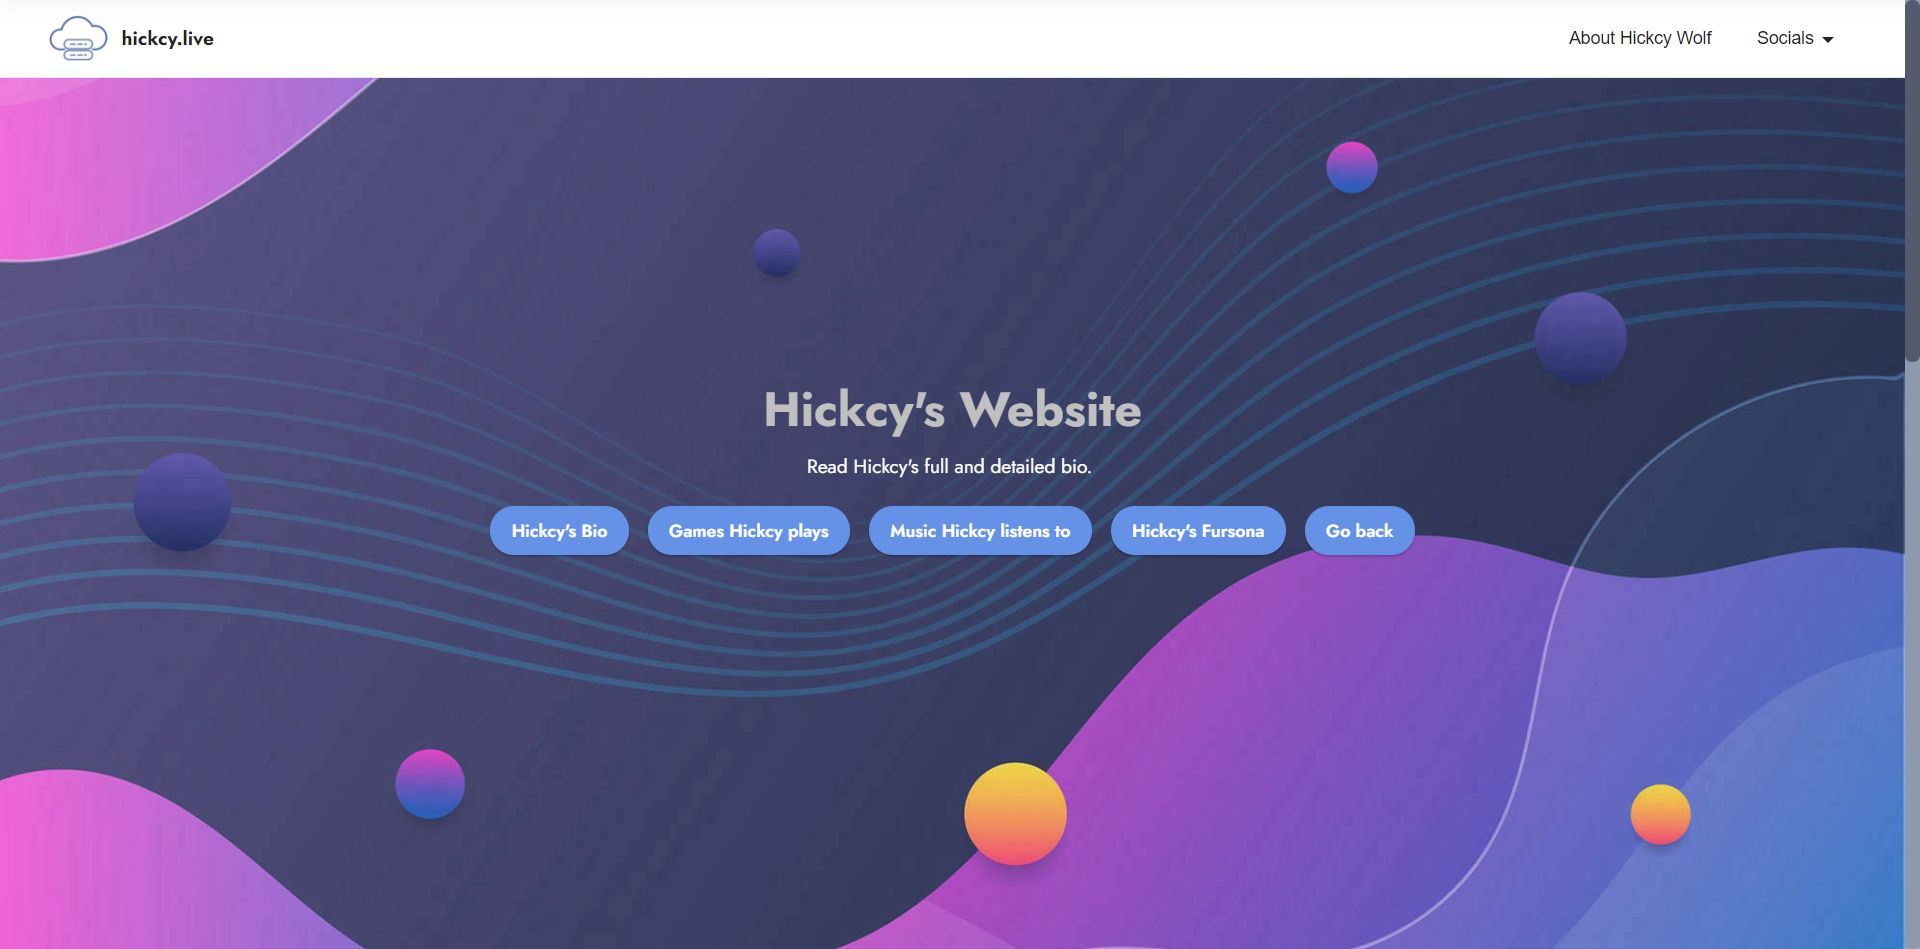 hickcy.live
About Hickcy Wolf
Socials
Hickcy's Website
Read Hickcy's full and detailed bio.
Hickcy's Bio
Games Hickcy plays
Music Hickcy listens to
Hickcy's Fursona
Go back